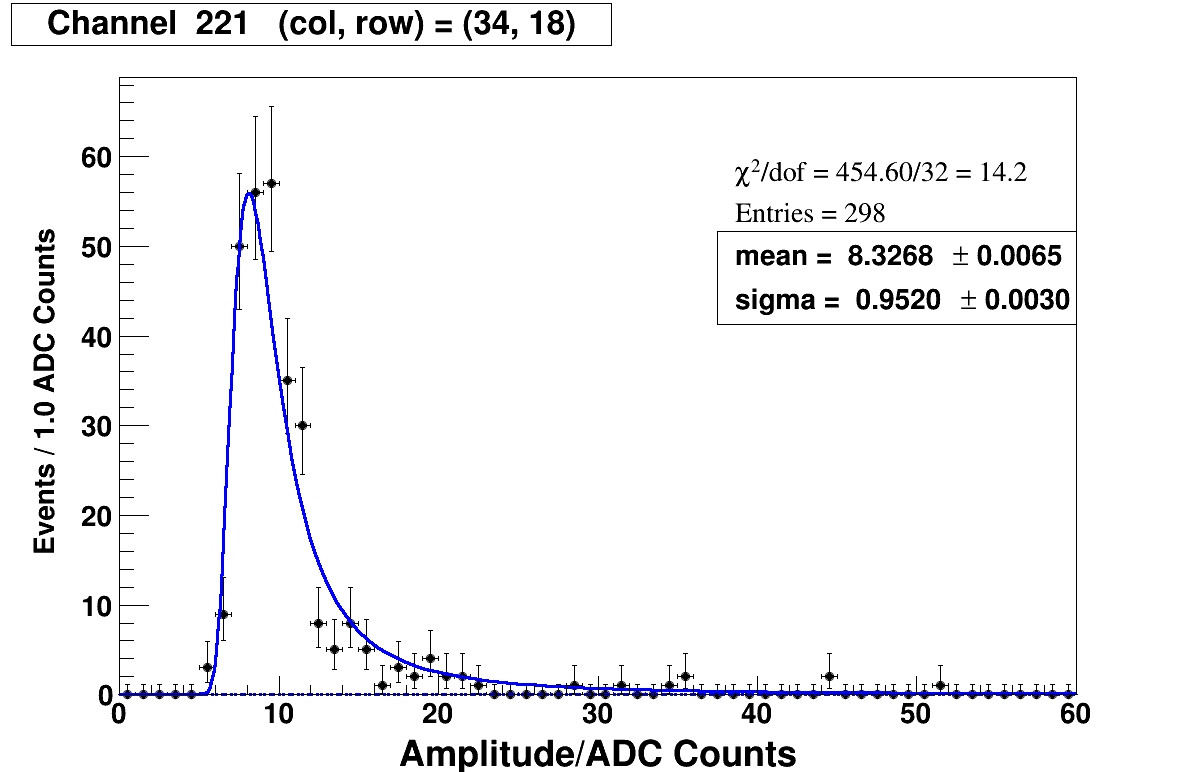 Channel 221 (col, row) = (34, 18)
χ²/dof = 454.60/32 = 14.2
Entries = 298
mean = 8.3268 ± 0.0065
sigma = 0.9520 ± 0.0030
Events / 1.0 ADC Counts
60
50
40
30
20
10
0
0 10 20 30 40 50 60
Amplitude/ADC Counts